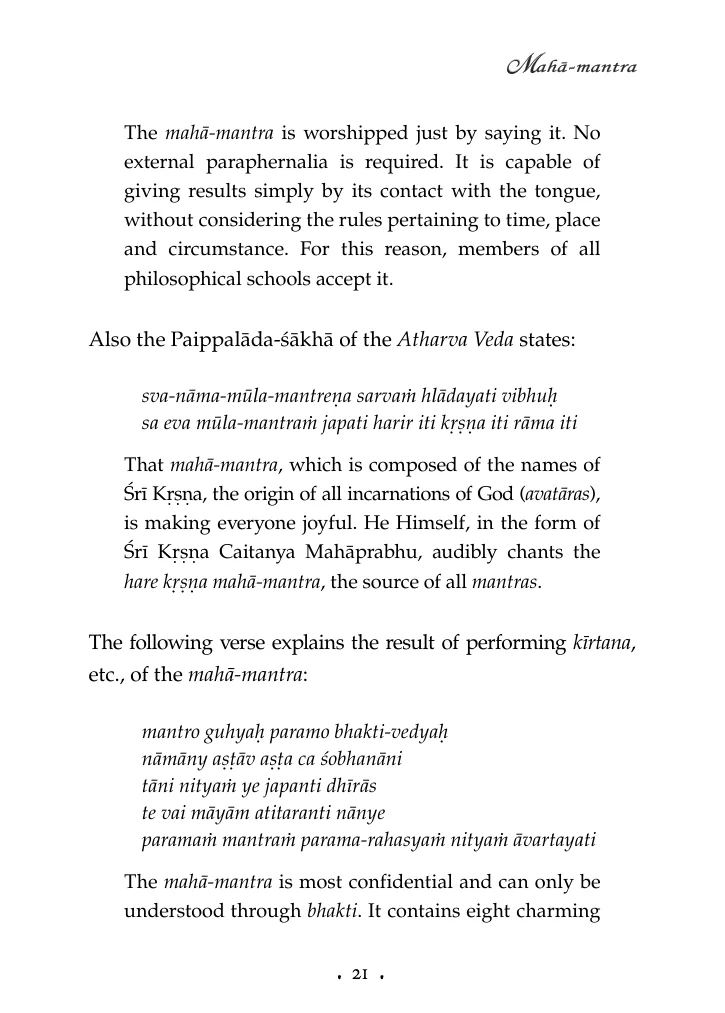 Mahā-mantra
The mahā-mantra is worshipped just by saying it. No
external paraphernalia is required. It is capable of
giving results simply by its contact with the tongue,
without considering the rules pertaining to time, place
and circumstance. For this reason, members of all
philosophical schools accept it.
Also the Paippalāda-śākhā of the Atharva Veda states:
sva-nāma-mūla-mantreṇa sarvaṁ hlādayati vibhuḥ
sa eva mūla-mantraṁ japati harir iti kṛṣṇa iti rāma iti
That mahā-mantra, which is composed of the names of
Śrī Kṛṣṇa, the origin of all incarnations of God (avatāras),
is making everyone joyful. He Himself, in the form of
Śrī Kṛṣṇa Caitanya Mahāprabhu, audibly chants the
hare kṛṣṇa mahā-mantra, the source of all mantras.
The following verse explains the result of performing kīrtana,
etc., of the mahā-mantra:
mantro guhyaḥ paramo bhakti-vedyaḥ
nāmāny aṣṭāv aṣṭa ca śobhanāni
tāni nityaṁ ye japanti dhīrās
te vai māyām atitaranti nānye
paramaṁ mantraṁ parama-rahasyaṁ nityaṁ āvartayati
The mahā-mantra is most confidential and can only be
understood through bhakti. It contains eight charming
. 21 .